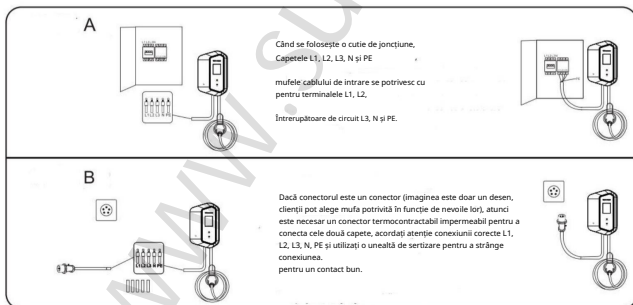 A
Când se folosește o cutie de joncțiune,
Capetele L1, L2, L3, N și PE
mufele cablului de intrare se potrivesc cu
pentru terminalele L1, L2,
Întrerupătoare de circuit L3, N și PE.
B
Dacă conectorul este un conector (imaginea este doar un desen,
clienții pot alege mufa potrivită în funcție de nevoile lor), atunci
este necesar un conector termocontractabil impermeabil pentru a
conecta cele două capete, acordați atenție conexiunii corecte L1,
L2, L3, N, PE și utilizați o unealtă de sertizare pentru a strânge
conexiunea.
pentru un contact bun.
www.su